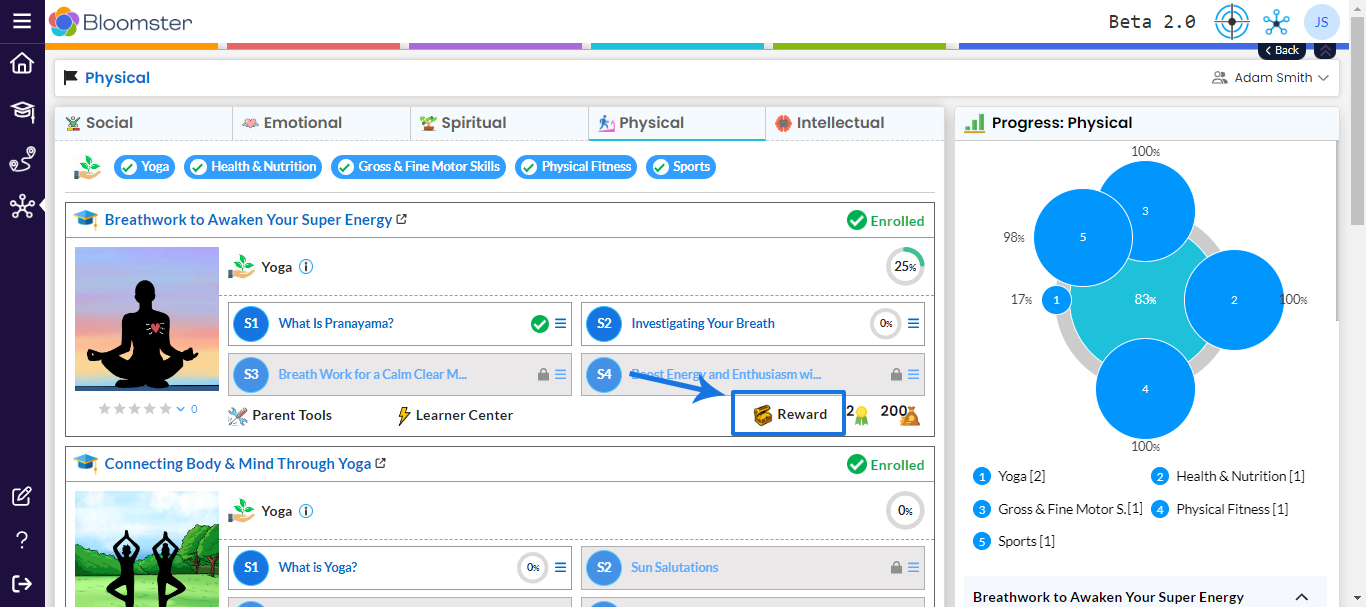 Bloomster
Beta 2.0
JS
Back
Physical
Adam Smith
Social
Emotional
Spiritual
Physical
Intellectual
Yoga
Health & Nutrition
Gross & Fine Motor Skills
Physical Fitness
Sports
Breathwork to Awaken Your Super Energy
Enrolled
Yoga
25%
S1 What Is Pranayama?
S2 Investigating Your Breath 0%
S3 Breath Work for a Calm Clear M...
S4 Boost Energy and Enthusiasm wi...
0
Parent Tools
Learner Center
Reward
2
200
Connecting Body & Mind Through Yoga
Enrolled
Yoga
0%
S1 What is Yoga? 0%
S2 Sun Salutations
Progress: Physical
100%
3
98%
5
17%
1
83%
2
100%
4
100%
1 Yoga [2]
2 Health & Nutrition [1]
3 Gross & Fine Motor S.[1]
4 Physical Fitness [1]
5 Sports [1]
Breathwork to Awaken Your Super Energy